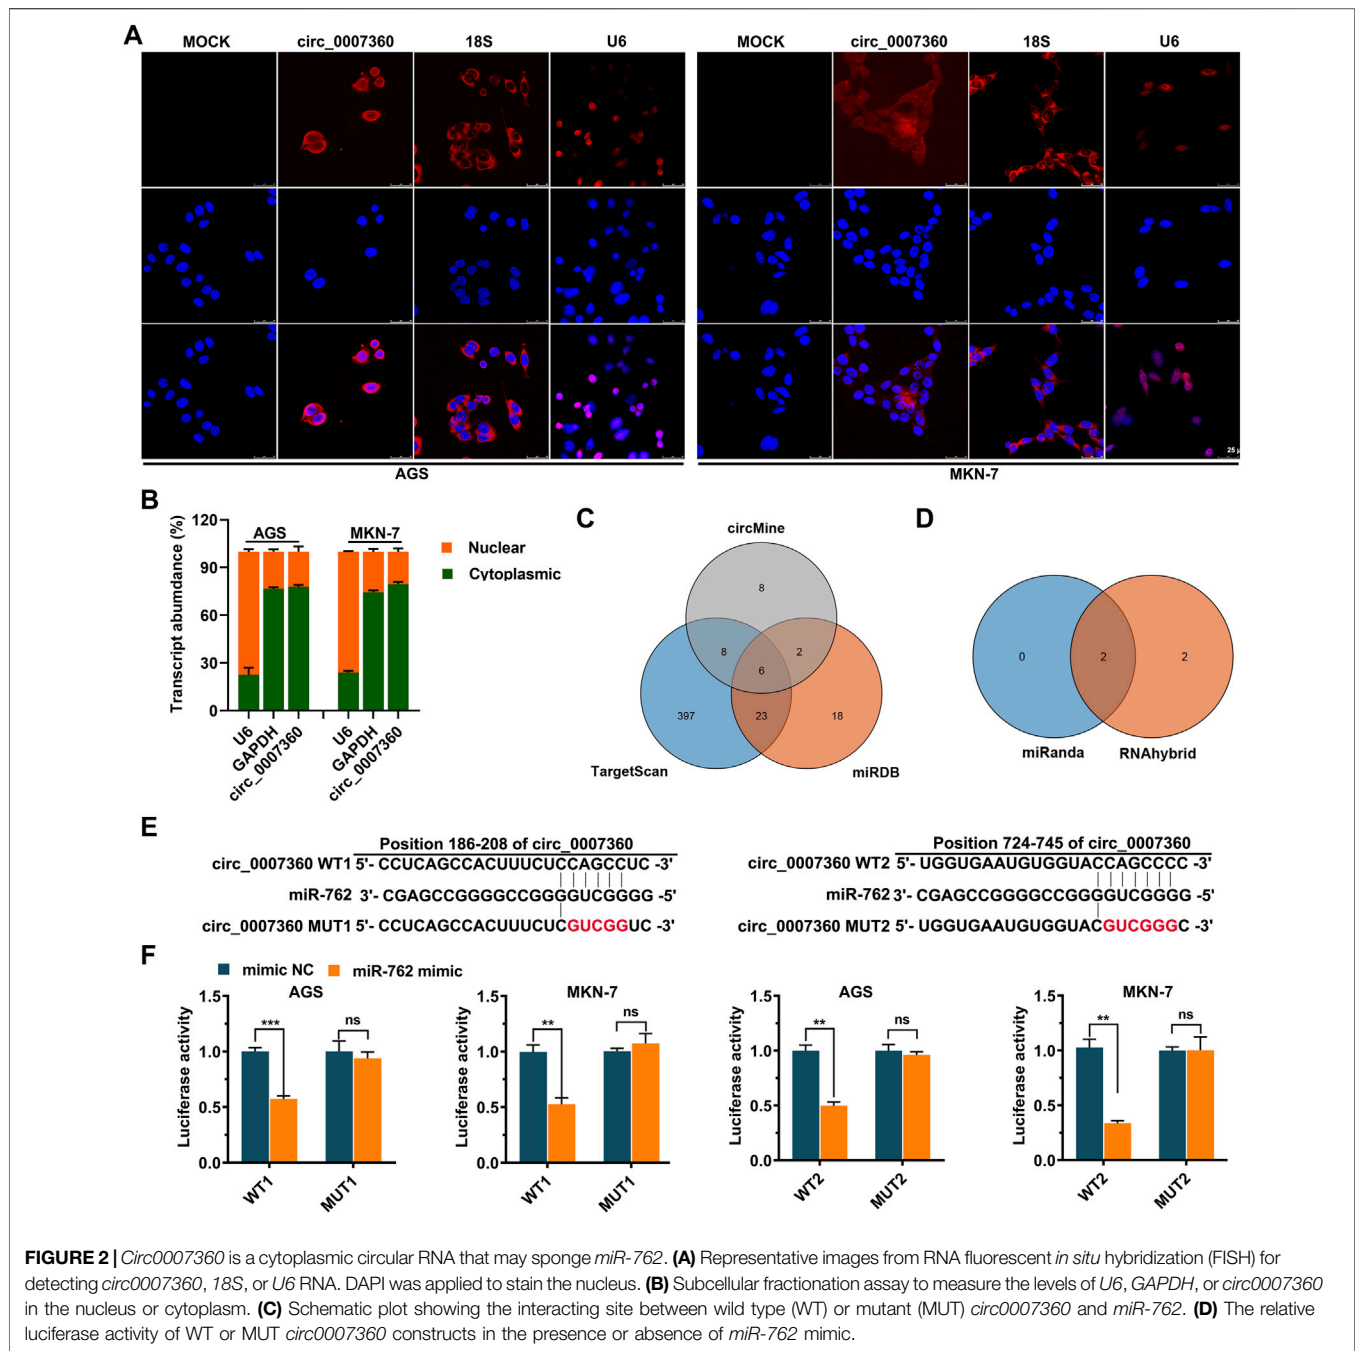 A
MOCK circ_0007360 18S U6 MOCK circ_0007360 18S U6
25 µ
AGS MKN-7
B
Transcript abumdance (%)
120
90
60
30
0
AGS MKN-7
Nuclear
Cytoplasmic
U6 GAPDH circ_0007360 U6 GAPDH circ_0007360
C
circMine
8
8 2
6
397 23 18
TargetScan miRDB
D
0 2 2
miRanda RNAhybrid
E
Position 186-208 of circ_0007360
circ_0007360 WT1 5'- CCUCAGCCACUUUCUCCAGCCUC -3'
miR-762 3'- CGAGCCGGGGCCGGGGUCGGGG -5'
circ_0007360 MUT1 5'- CCUCAGCCACUUUCUCGUCGGUC -3'
Position 724-745 of circ_0007360
circ_0007360 WT2 5'- UGGUGAAUGUGGUACCAGCCCC -3'
miR-762 3'- CGAGCCGGGGCCGGGGUCGGGG -5'
circ_0007360 MUT2 5'- UGGUGAAUGUGGUACGUCGGGC -3'
F
mimic NC miR-762 mimic
AGS
Luciferase activity
1.5
1.0
0.5
0.0
*** ns
WT1 MUT1
MKN-7
Luciferase activity
1.5
1.0
0.5
0.0
** ns
WT1 MUT1
AGS
Luciferase activity
1.5
1.0
0.5
0.0
** ns
WT2 MUT2
MKN-7
Luciferase activity
1.5
1.0
0.5
0.0
** ns
WT2 MUT2
FIGURE 2 | Circ0007360 is a cytoplasmic circular RNA that may sponge miR-762. (A) Representative images from RNA fluorescent in situ hybridization (FISH) for
detecting circ0007360, 18S, or U6 RNA. DAPI was applied to stain the nucleus. (B) Subcellular fractionation assay to measure the levels of U6, GAPDH, or circ0007360
in the nucleus or cytoplasm. (C) Schematic plot showing the interacting site between wild type (WT) or mutant (MUT) circ0007360 and miR-762. (D) The relative
luciferase activity of WT or MUT circ0007360 constructs in the presence or absence of miR-762 mimic.